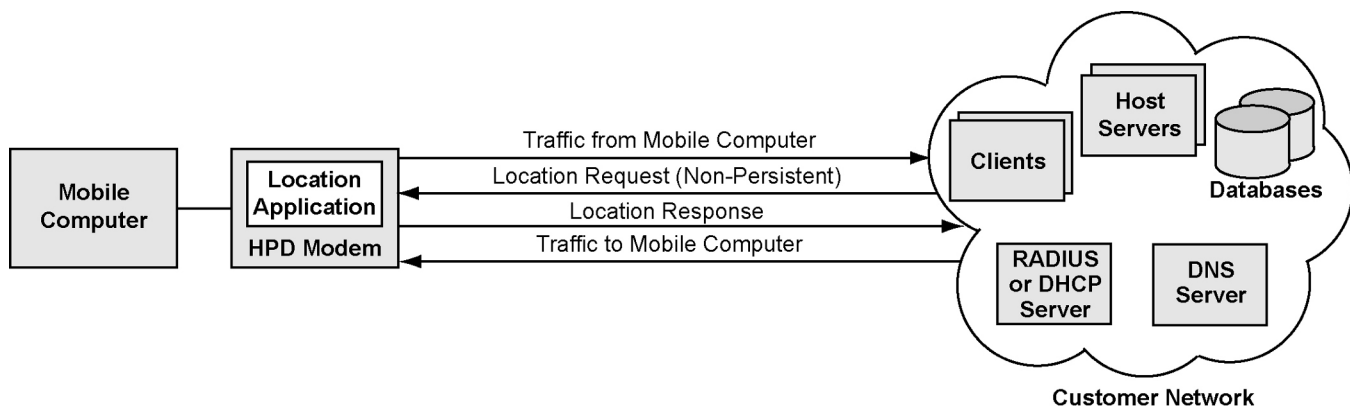 Mobile
Computer
Location
Application
HPD Modem
Traffic from Mobile Computer
Location Request (Non-Persistent)
Location Response
Traffic to Mobile Computer
Clients
Host
Servers
Databases
RADIUS
or DHCP
Server
DNS
Server
Customer Network